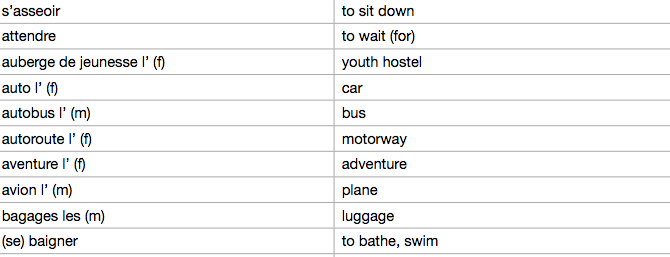 s’asseoir to sit down
attendre to wait (for)
auberge de jeunesse l’ (f) youth hostel
auto l’ (f) car
autobus l’ (m) bus
autoroute l’ (f) motorway
aventure l’ (f) adventure
avion l’ (m) plane
bagages les (m) luggage
(se) baigner to bathe, swim